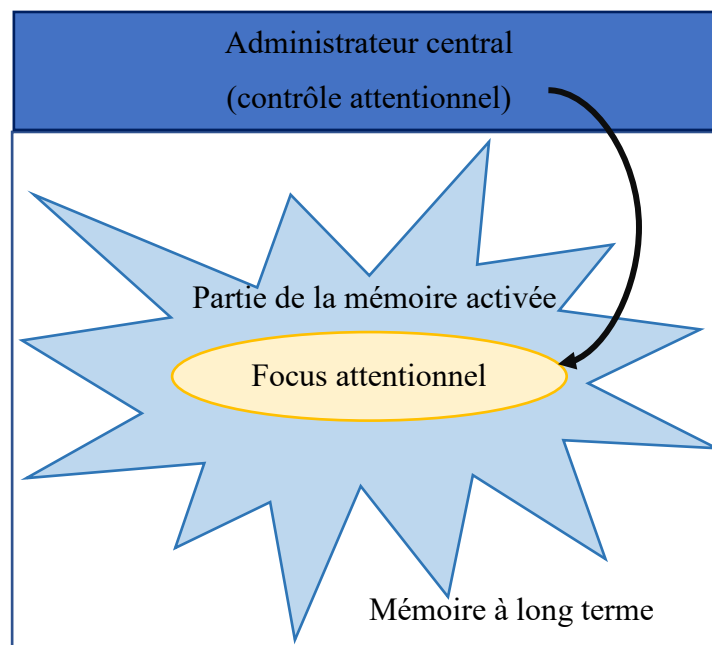 Administrateur central
(contrôle attentionnel)
Partie de la mémoire activée
Focus attentionnel
Mémoire à long terme